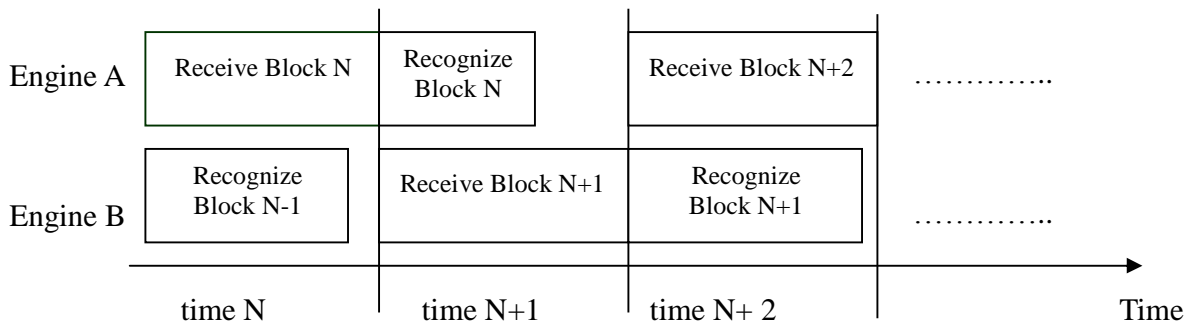 Engine A
Receive Block N
Recognize
Block N
Receive Block N+2
…………..
Engine B
Recognize
Block N-1
Receive Block N+1
Recognize
Block N+1
…………..
time N
time N+1
time N+ 2
Time